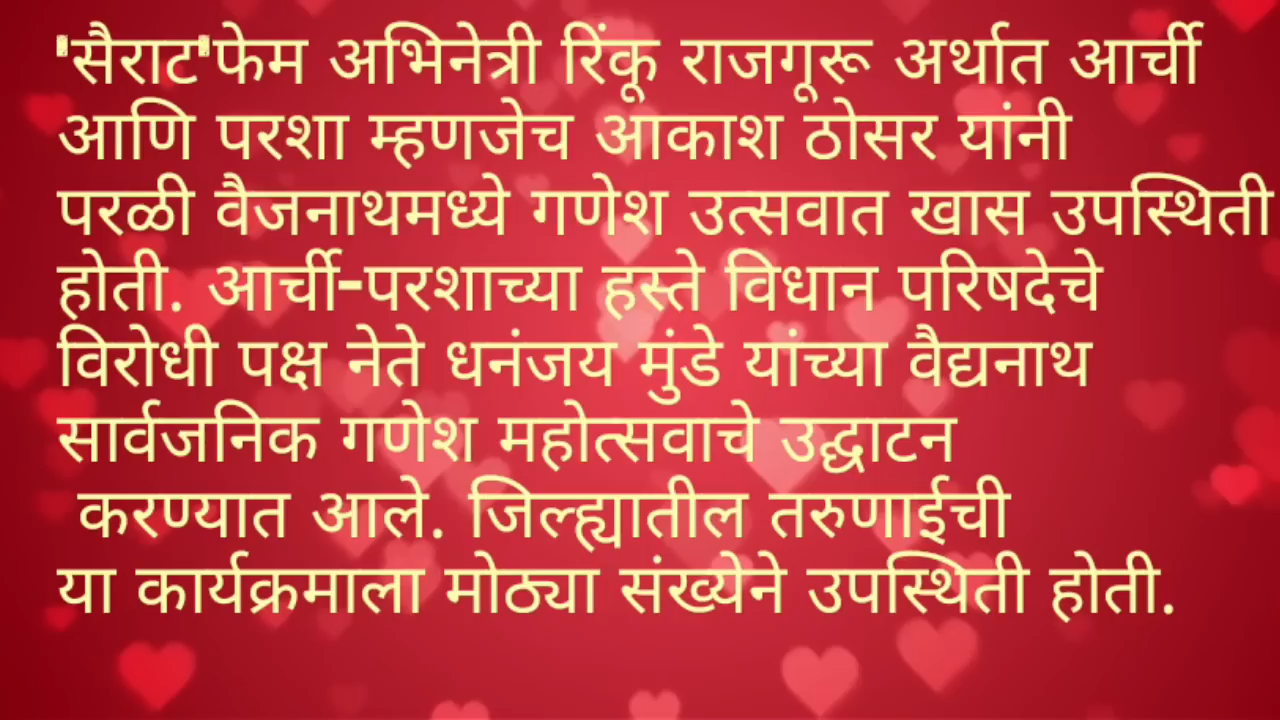 'सैराट'फेम अभिनेत्री रिंकू राजगूरू अर्थात आर्ची
आणि परशा म्हणजेच आकाश ठोसर यांनी
परळी वैजनाथमध्ये गणेश उत्सवात खास उपस्थिती
होती. आर्ची-परशाच्या हस्ते विधान परिषदेचे
विरोधी पक्ष नेते धनंजय मुंडे यांच्या वैद्यनाथ
सार्वजनिक गणेश महोत्सवाचे उद्घाटन
करण्यात आले. जिल्ह्यातील तरुणाईची
या कार्यक्रमाला मोठ्या संख्येने उपस्थिती होती.